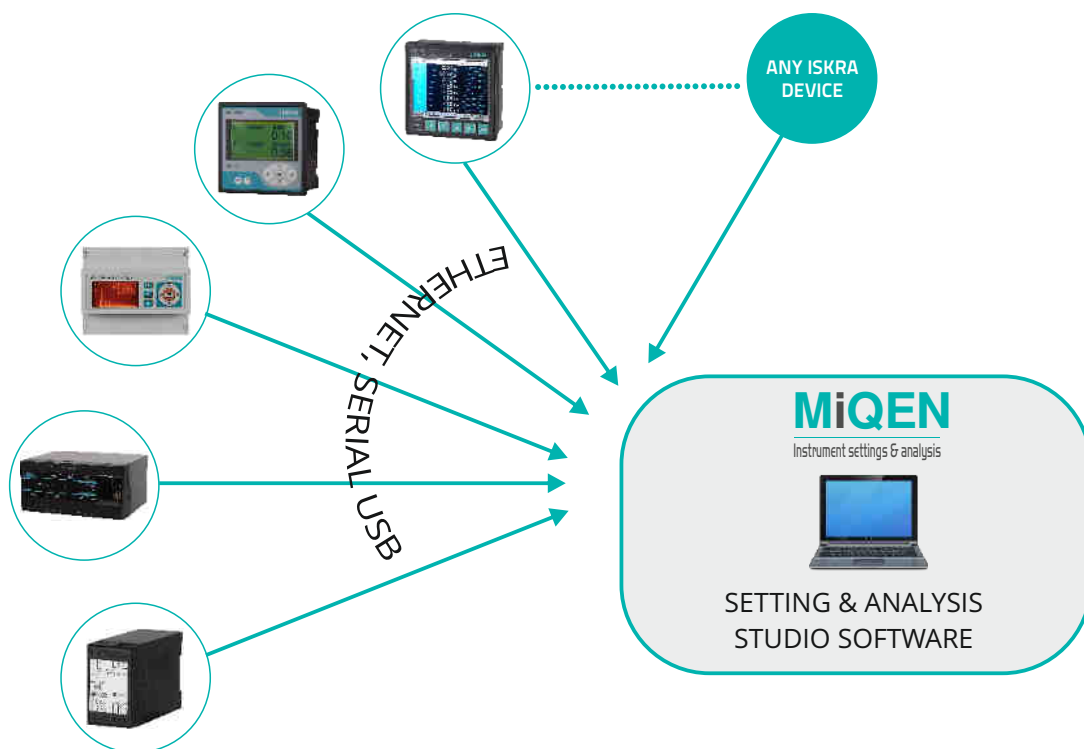 ANY ISKRA
DEVICE
ETHERNET, SERIAL USB
MiQEN
Instrument settings & analysis
SETTING & ANALYSIS
STUDIO SOFTWARE